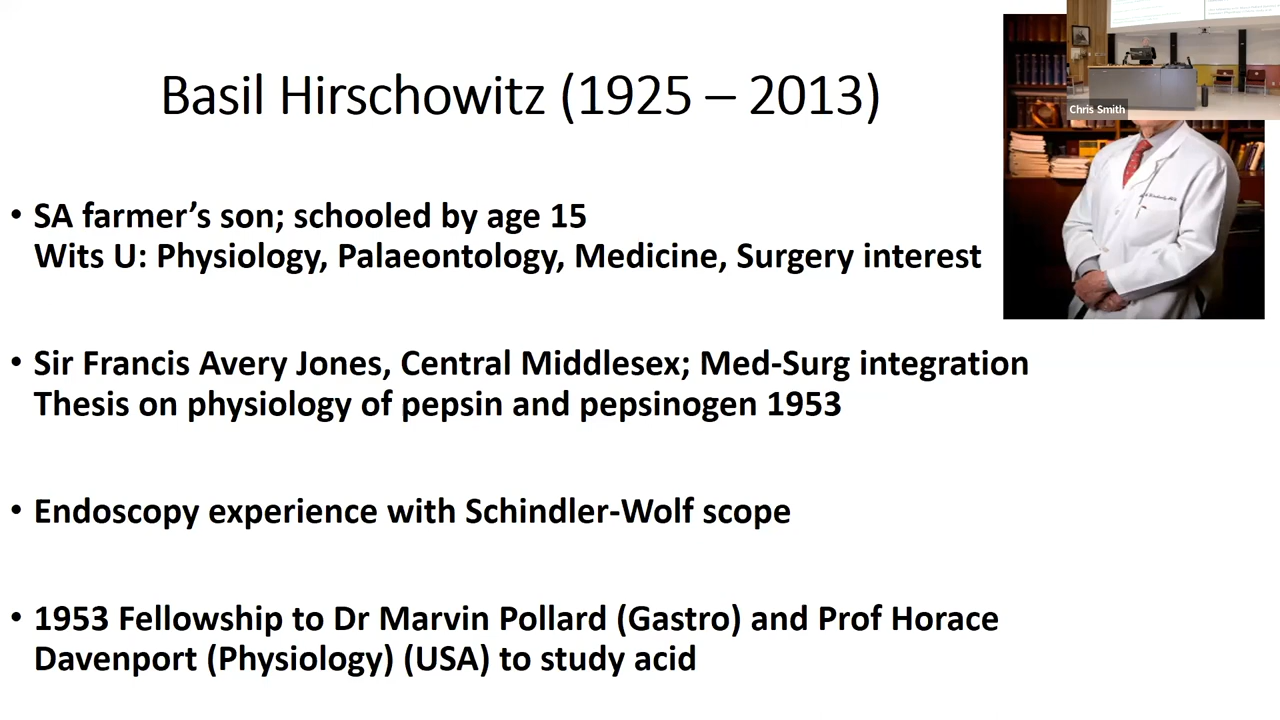 Basil Hirschowitz (1925 – 2013)
Chris Smith
• SA farmer’s son; schooled by age 15
Wits U: Physiology, Palaeontology, Medicine, Surgery interest
• Sir Francis Avery Jones, Central Middlesex; Med-Surg integration
Thesis on physiology of pepsin and pepsinogen 1953
• Endoscopy experience with Schindler-Wolf scope
• 1953 Fellowship to Dr Marvin Pollard (Gastro) and Prof Horace
Davenport (Physiology) (USA) to study acid